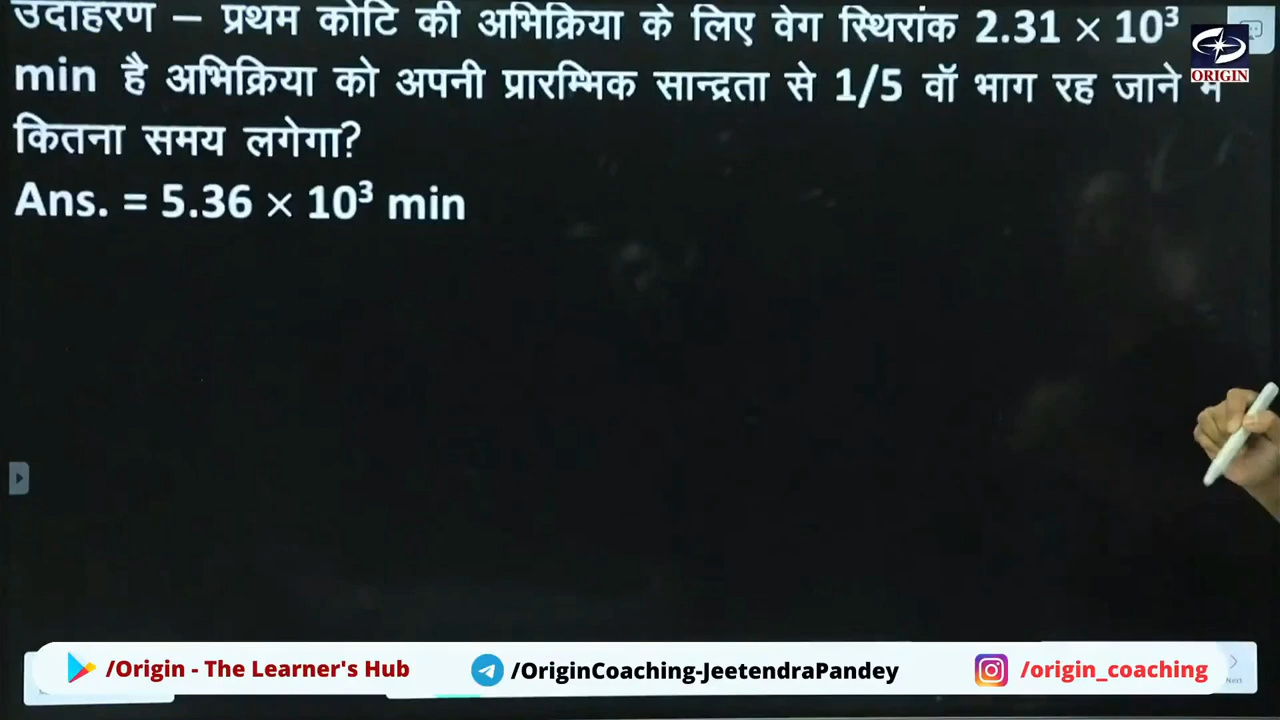 उदाहरण – प्रथम कोटि की अभिक्रिया के लिए वेग स्थिरांक 2.31 × 10³
min है अभिक्रिया को अपनी प्रारम्भिक सान्द्रता से 1/5 वॉ भाग रह जाने में
कितना समय लगेगा?
Ans. = 5.36 × 10³ min
ORIGIN
/Origin - The Learner's Hub
/OriginCoaching-JeetendraPandey
/origin_coaching
Next